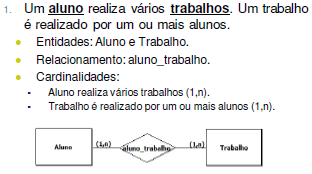 1. Um aluno realiza vários trabalhos. Um trabalho
é realizado por um ou mais alunos.
Entidades: Aluno e Trabalho.
Relacionamento: aluno_trabalho.
Cardinalidades:
Aluno realiza vários trabalhos (1,n).
Trabalho é realizado por um ou mais alunos (1,n).
Aluno (1,n) aluno_trabalho (1,n) Trabalho